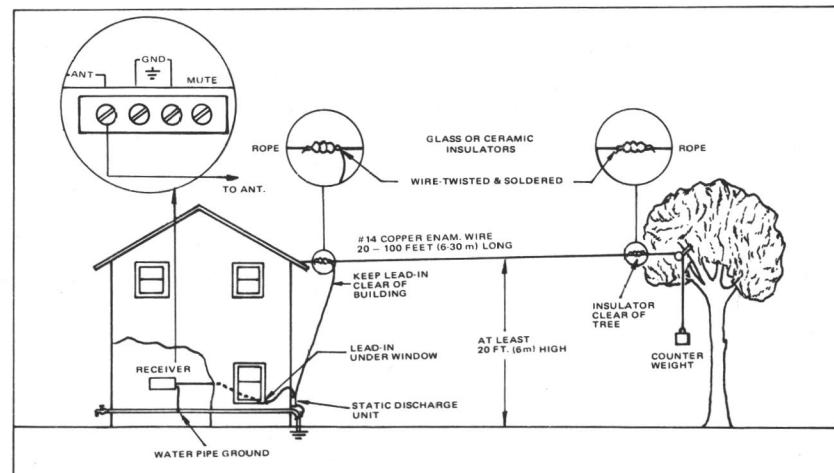 GND
ANT
MUTE
TO ANT.
ROPE
GLASS OR CERAMIC
INSULATORS
WIRE-TWISTED & SOLDERED
ROPE
#14 COPPER ENAM. WIRE
20 – 100 FEET (6-30 m) LONG
KEEP LEAD-IN
CLEAR OF
BUILDING
INSULATOR
CLEAR OF
TREE
AT LEAST
20 FT. (6m) HIGH
LEAD-IN
UNDER WINDOW
COUNTER
WEIGHT
RECEIVER
STATIC DISCHARGE
UNIT
WATER PIPE GROUND